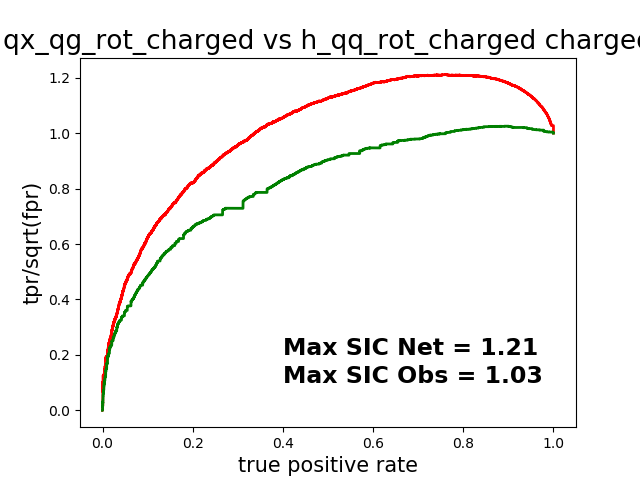 qx_qg_rot_charged vs h_qq_rot_charged charged
1.2
1.0
0.8
0.6
0.4
0.2
0.0
tpr/sqrt(fpr)
Max SIC Net = 1.21
Max SIC Obs = 1.03
0.0 0.2 0.4 0.6 0.8 1.0
true positive rate